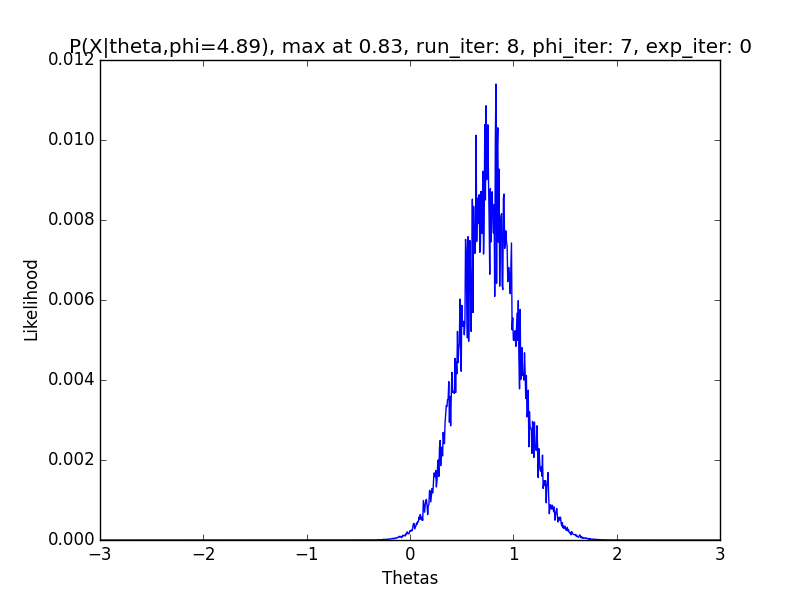 P(X|theta,phi=4.89), max at 0.83, run_iter: 8, phi_iter: 7, exp_iter: 0
0.012
0.010
0.008
0.006
0.004
0.002
0.000
Likelihood
−3 −2 −1 0 1 2 3
Thetas